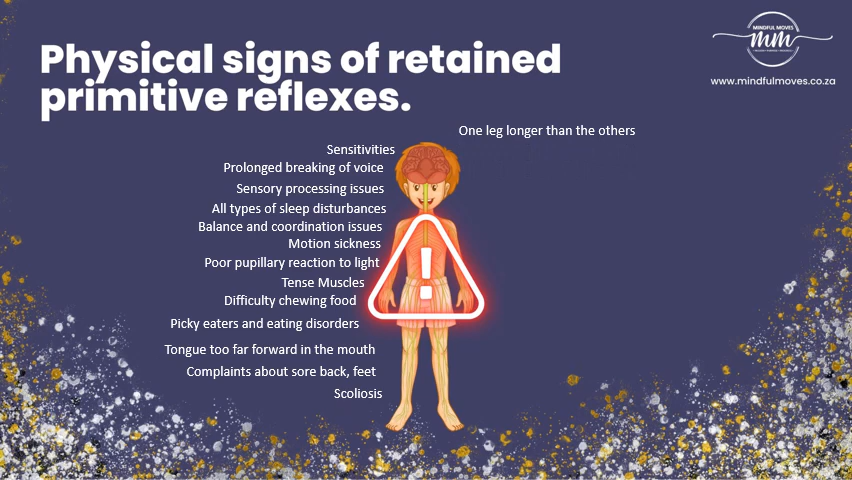 Physical signs of retained
primitive reflexes.
MINDFUL MOVES
mm
www.mindfulmoves.co.za
One leg longer than the others
Sensitivities
Prolonged breaking of voice
Sensory processing issues
All types of sleep disturbances
Balance and coordination issues
Motion sickness
Poor pupillary reaction to light
Tense Muscles
Difficulty chewing food
Picky eaters and eating disorders
Tongue too far forward in the mouth
Complaints about sore back, feet
Scoliosis
!